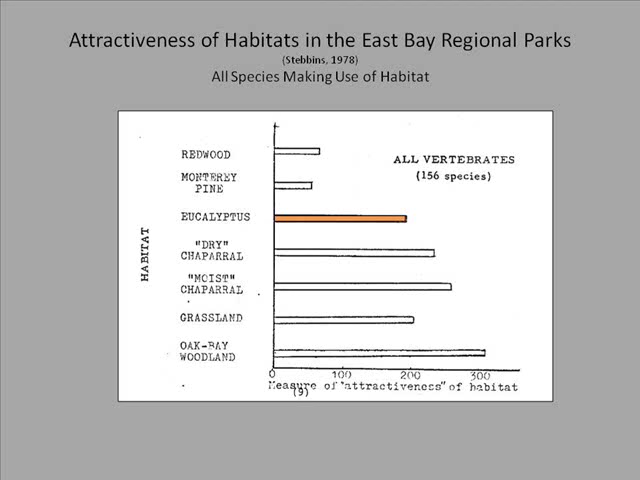 Attractiveness of Habitats in the East Bay Regional Parks
(Stebbins, 1978)
All Species Making Use of Habitat
ALL VERTEBRATES
(156 species)
HABITAT
REDWOOD
MONTEREY
PINE
EUCALYPTUS
"DRY"
CHAPARRAL
"MOIST"
CHAPARRAL
GRASSLAND
OAK-BAY
WOODLAND
0 100 200 300
Measure of "attractiveness" of habitat
(9)